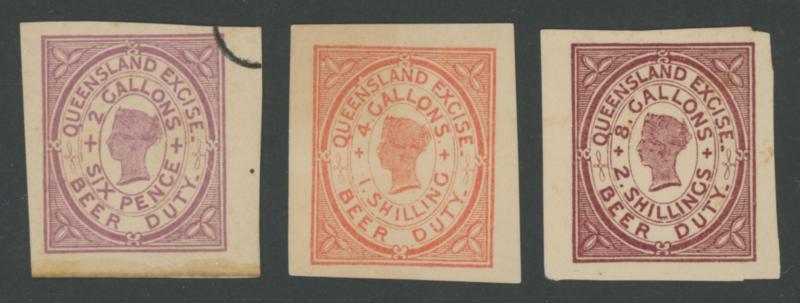 QUEENSLAND EXCISE.
+ 2 GALLONS +
SIX PENCE
BEER DUTY.
QUEENSLAND EXCISE.
+ 4. GALLONS. +
1. SHILLING
BEER DUTY.
QUEENSLAND EXCISE.
+ 8. GALLONS +
2. SHILLINGS
BEER DUTY.